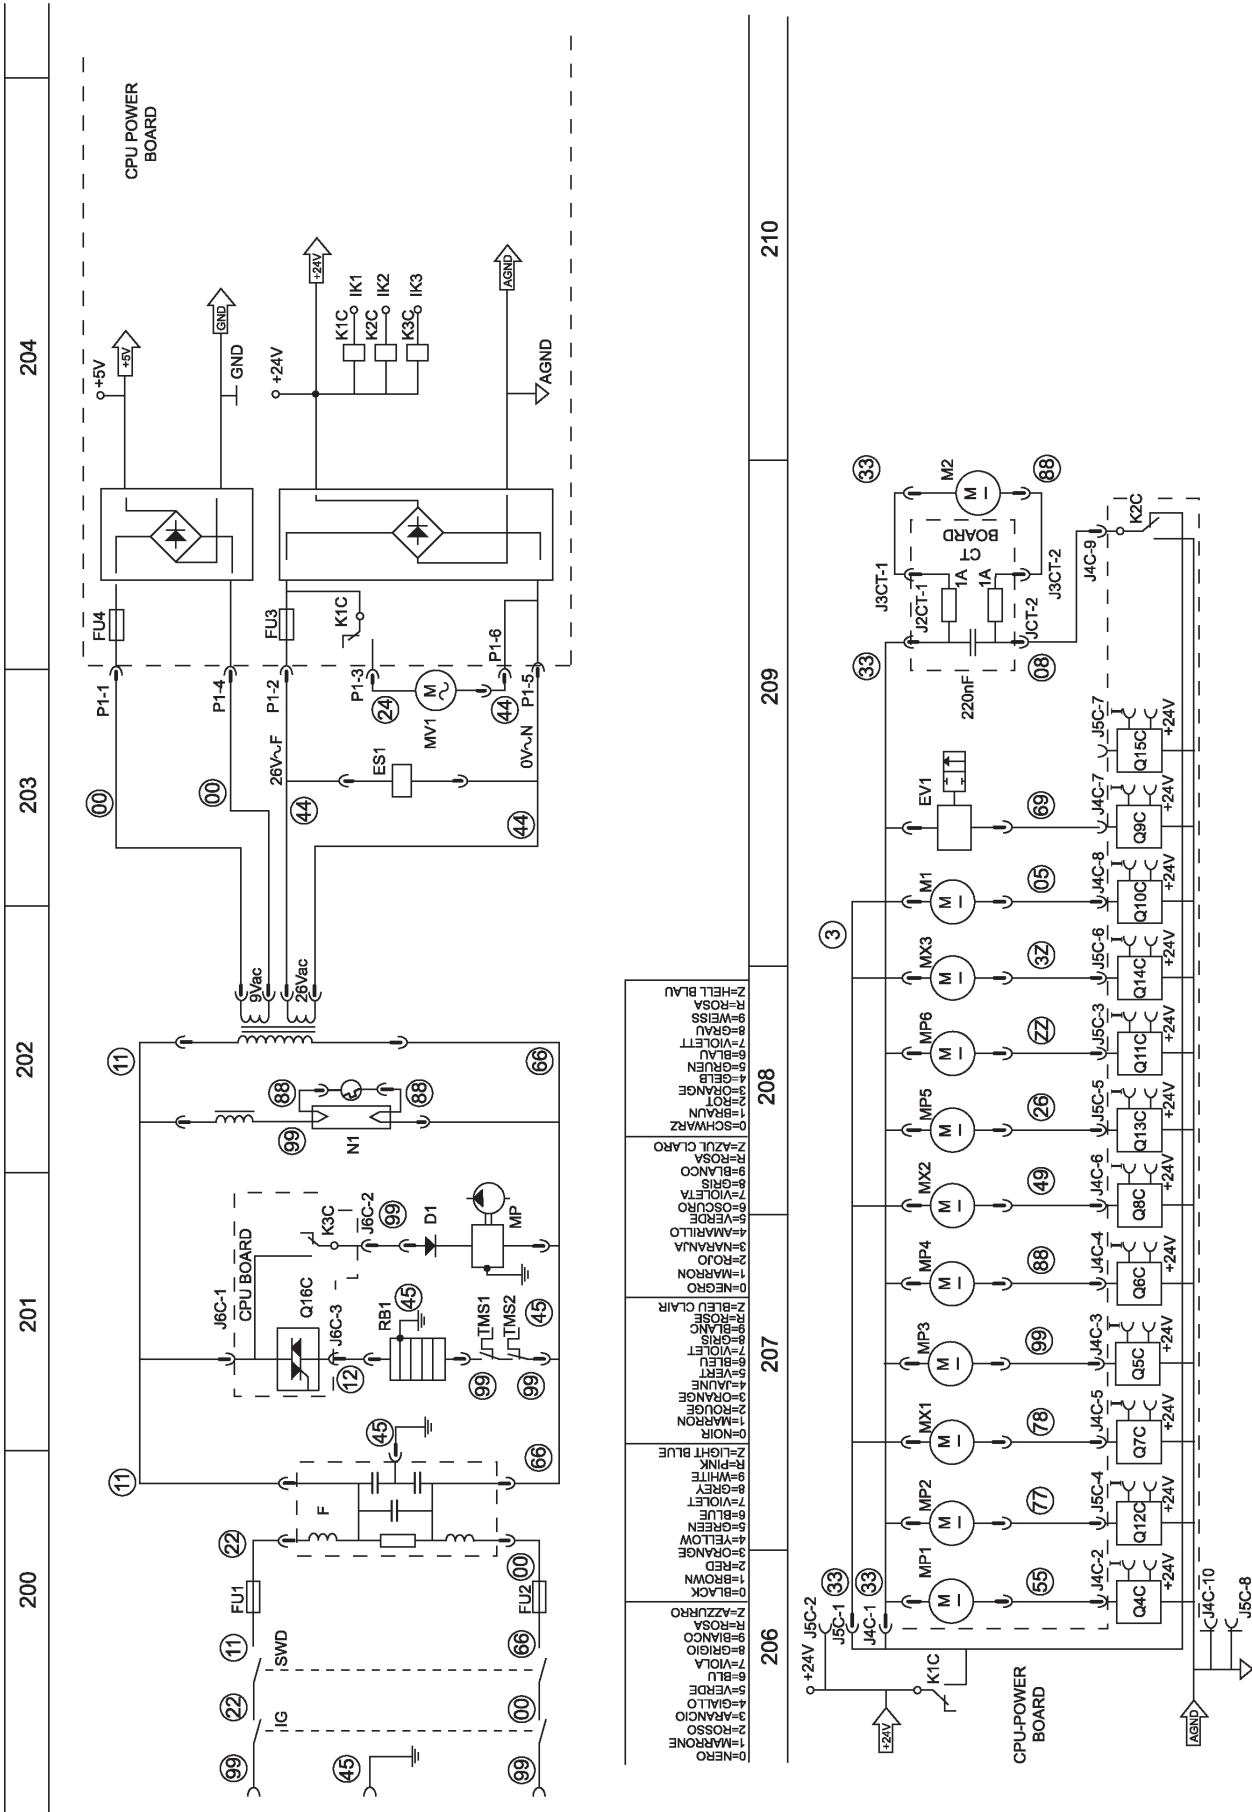 200
201
202
203
204
CPU POWER
BOARD
99
22
11
IG
SWD
45
99
00
66
FU1
FU2
22
00
F
11
45
66
J6C-1
CPU BOARD
Q16C
K3C
J6C-3
J6C-2
12
99
RB1
45
D1
MP
TMS1
TMS2
99
99
45
99
88
88
N1
11
66
9Vac
26Vac
00
00
44
44
26V~F
0V~N
ES1
P1-1
P1-4
P1-2
P1-3
P1-6
P1-5
24
44
M
MV1
FU4
FU3
K1C
+5V
+5V
GND
GND
+24V
+24V
K1C
IK1
K2C
IK2
K3C
IK3
AGND
AGND
206
207
208
209
210
0=NERO
1=MARRONE
2=ROSSO
3=ARANCIO
4=GIALLO
5=VERDE
6=BLU
7=VIOLA
8=GRIGIO
9=BIANCO
R=ROSA
Z=AZZURRO
0=BLACK
1=BROWN
2=RED
3=ORANGE
4=YELLOW
5=GREEN
6=BLUE
7=VIOLET
8=GREY
9=WHITE
R=PINK
Z=LIGHT BLUE
0=NOIR
1=MARRON
2=ROUGE
3=ORANGE
4=JAUNE
5=VERT
6=BLEU
7=VIOLET
8=GRIS
9=BLANC
R=ROSE
Z=BLEU CLAIR
0=NEGRO
1=MARRON
2=ROJO
3=NARANJA
4=AMARILLO
5=VERDE
6=OSCURO
7=VIOLETA
8=GRIS
9=BLANCO
R=ROSA
Z=AZUL CLARO
0=SCHWARZ
1=BRAUN
2=ROT
3=ORANGE
4=GELB
5=GRUEN
6=BLAU
7=VIOLETT
8=GRAU
9=WEISS
R=ROSA
Z=HELL BLAU
+24V
J5C-2
J5C-1
J4C-1
33
33
3
+24V
K1C
CPU-POWER
BOARD
AGND
J4C-10
J5C-8
MP1
M
55
J4C-2
Q4C
+24V
MP2
M
77
J5C-4
Q12C
+24V
MX1
M
78
J4C-5
Q7C
+24V
MP3
M
99
J4C-3
Q5C
+24V
MP4
M
88
J4C-4
Q6C
+24V
MX2
M
49
J4C-6
Q8C
+24V
MP5
M
26
J5C-5
Q13C
+24V
MP6
M
ZZ
J5C-3
Q11C
+24V
MX3
M
3Z
J5C-6
Q14C
+24V
M1
M
05
J4C-8
Q10C
+24V
EV1
69
J4C-7
Q9C
+24V
J5C-7
Q15C
+24V
33
220nF
08
J2CT-1
JCT-2
1A
1A
CT
BOARD
J3CT-1
J3CT-2
33
M2
M
88
J4C-9
K2C